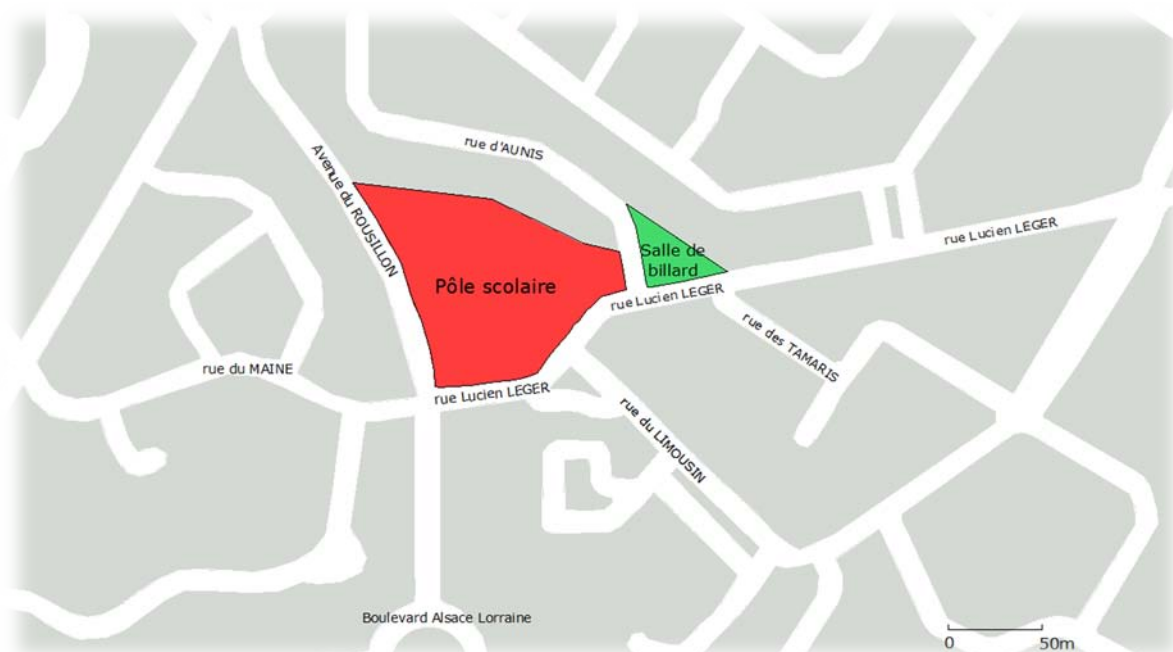 rue d'AUNIS
Avenue du ROUSILLON
Salle de
billard
rue Lucien LEGER
Pôle scolaire
rue Lucien LEGER
rue des TAMARIS
rue du MAINE
rue Lucien LEGER
rue du LIMOUSIN
Boulevard Alsace Lorraine
0 50m